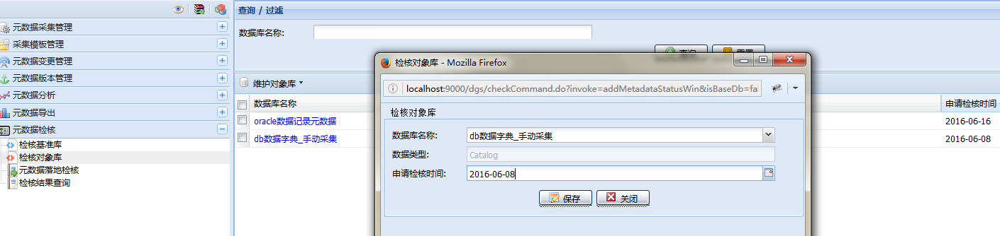 查询 / 过滤
元数据采集管理
采集模板管理
元数据变更管理
元数据版本管理
元数据分析
元数据导出
元数据检核
检核基准库
检核对象库
元数据落地检核
检核结果查询
数据库名称:
查询
重置
维护对象库
数据库名称
申请检核时间
oracle数据记录元数据
2016-06-16
db数据字典_手动采集
2016-06-08
检核对象库 - Mozilla Firefox
localhost:9000/dgs/checkCommand.do?invoke=addMetadataStatusWin&tisBaseDb=fal
检核对象库
数据库名称:
db数据字典_手动采集
数据类型:
Catalog
申请检核时间:
2016-06-08
保存
关闭